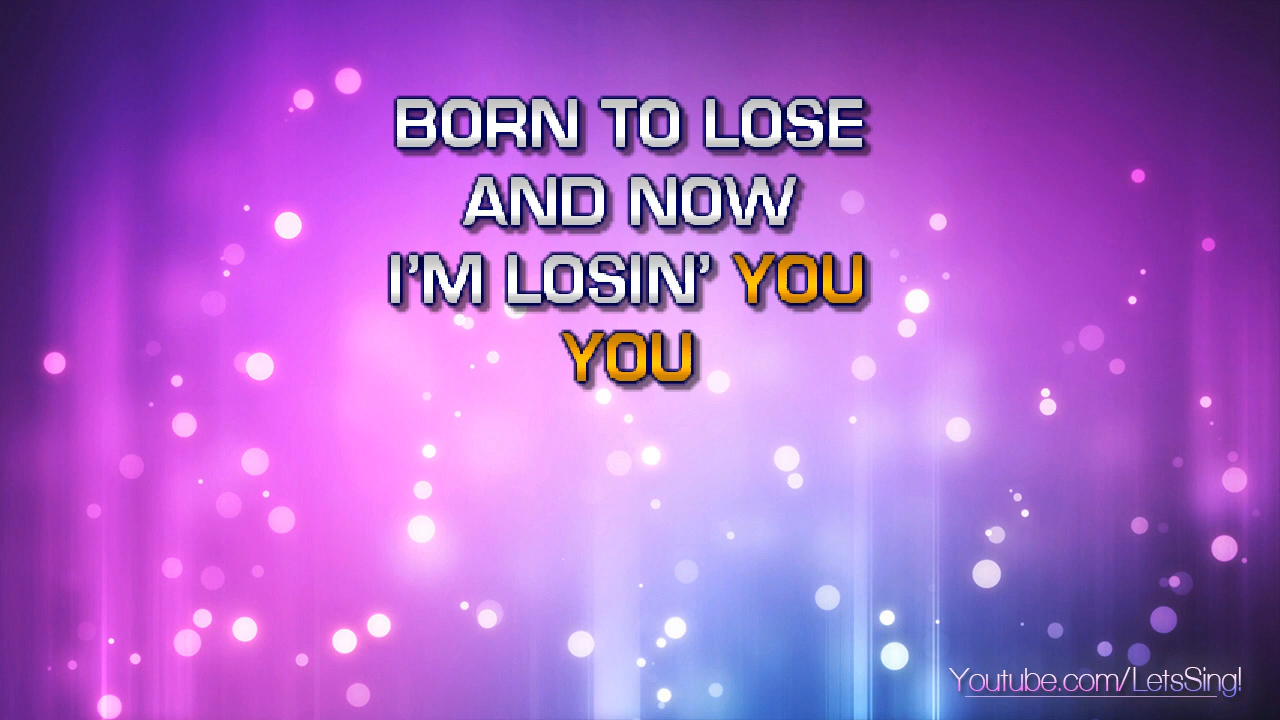 BORN TO LOSE
AND NOW
I'M LOSIN' YOU
YOU
Youtube.com/LetsSing!